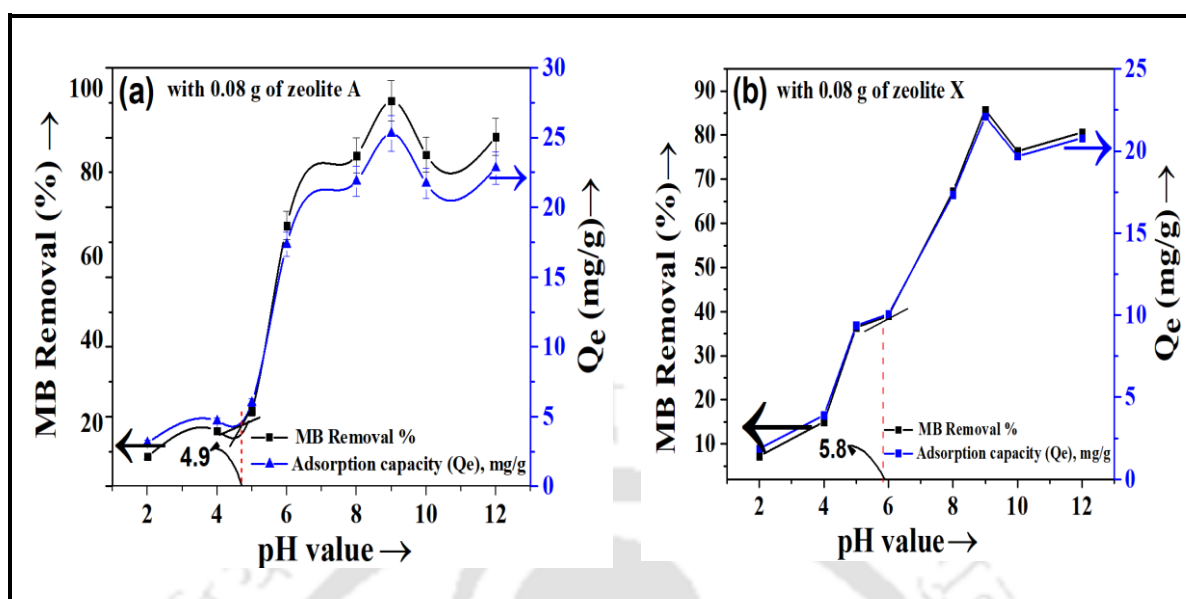 (a) with 0.08 g of zeolite A
MB Removal (%) →
100
80
60
40
20
30
25
20
15
10
5
0
Qe (mg/g)→
4.9
MB Removal %
Adsorption capacity (Qe), mg/g
2 4 6 8 10 12
pH value →
(b) with 0.08 g of zeolite X
MB Removal (%)→
90
80
70
60
50
40
30
20
10
25
20
15
10
5
0
Qe (mg/g)→
5.8
MB Removal %
Adsorption capacity (Qe), mg/g
2 4 6 8 10 12
pH value →